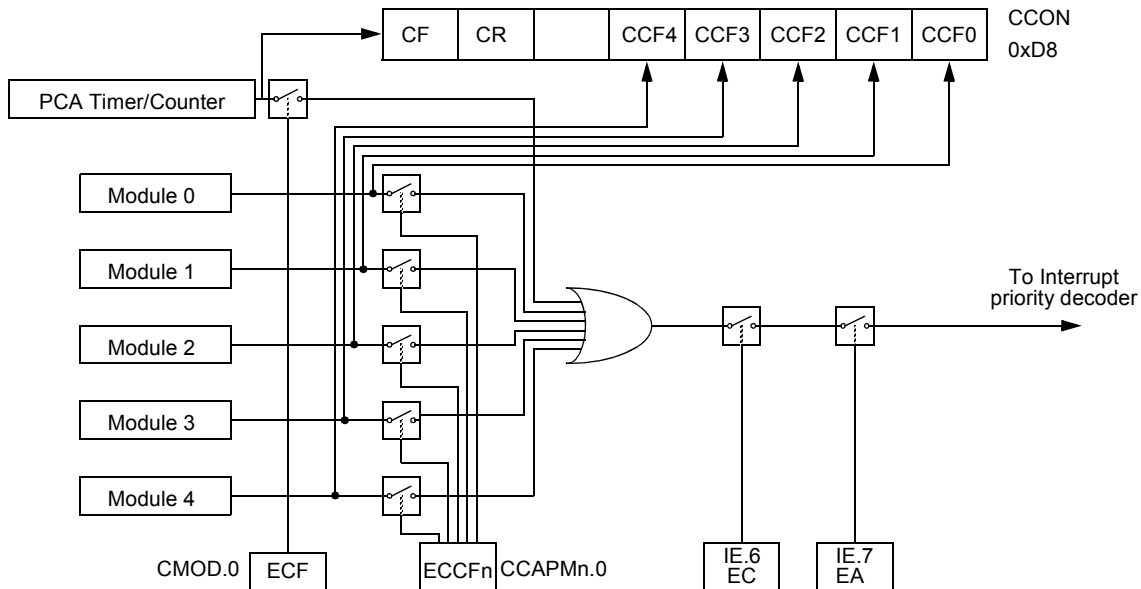 CF CR CCF4 CCF3 CCF2 CCF1 CCF0 CCON
0xD8
PCA Timer/Counter
Module 0
Module 1
To Interrupt
priority decoder
Module 2
Module 3
Module 4
CMOD.0 ECF
ECCFn CCAPMn.0
IE.6
EC
IE.7
EA